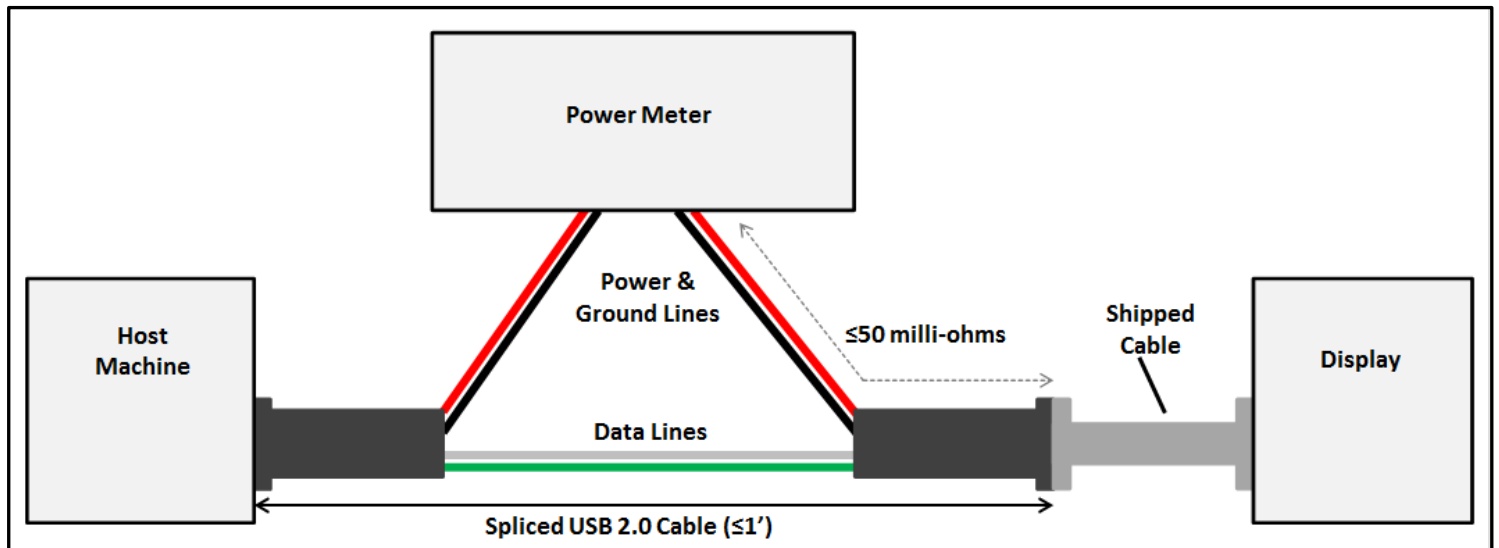 Power Meter
Host
Machine
Power &
Ground Lines
≤50 milli-ohms
Shipped
Cable
Display
Data Lines
Spliced USB 2.0 Cable (≤1’)